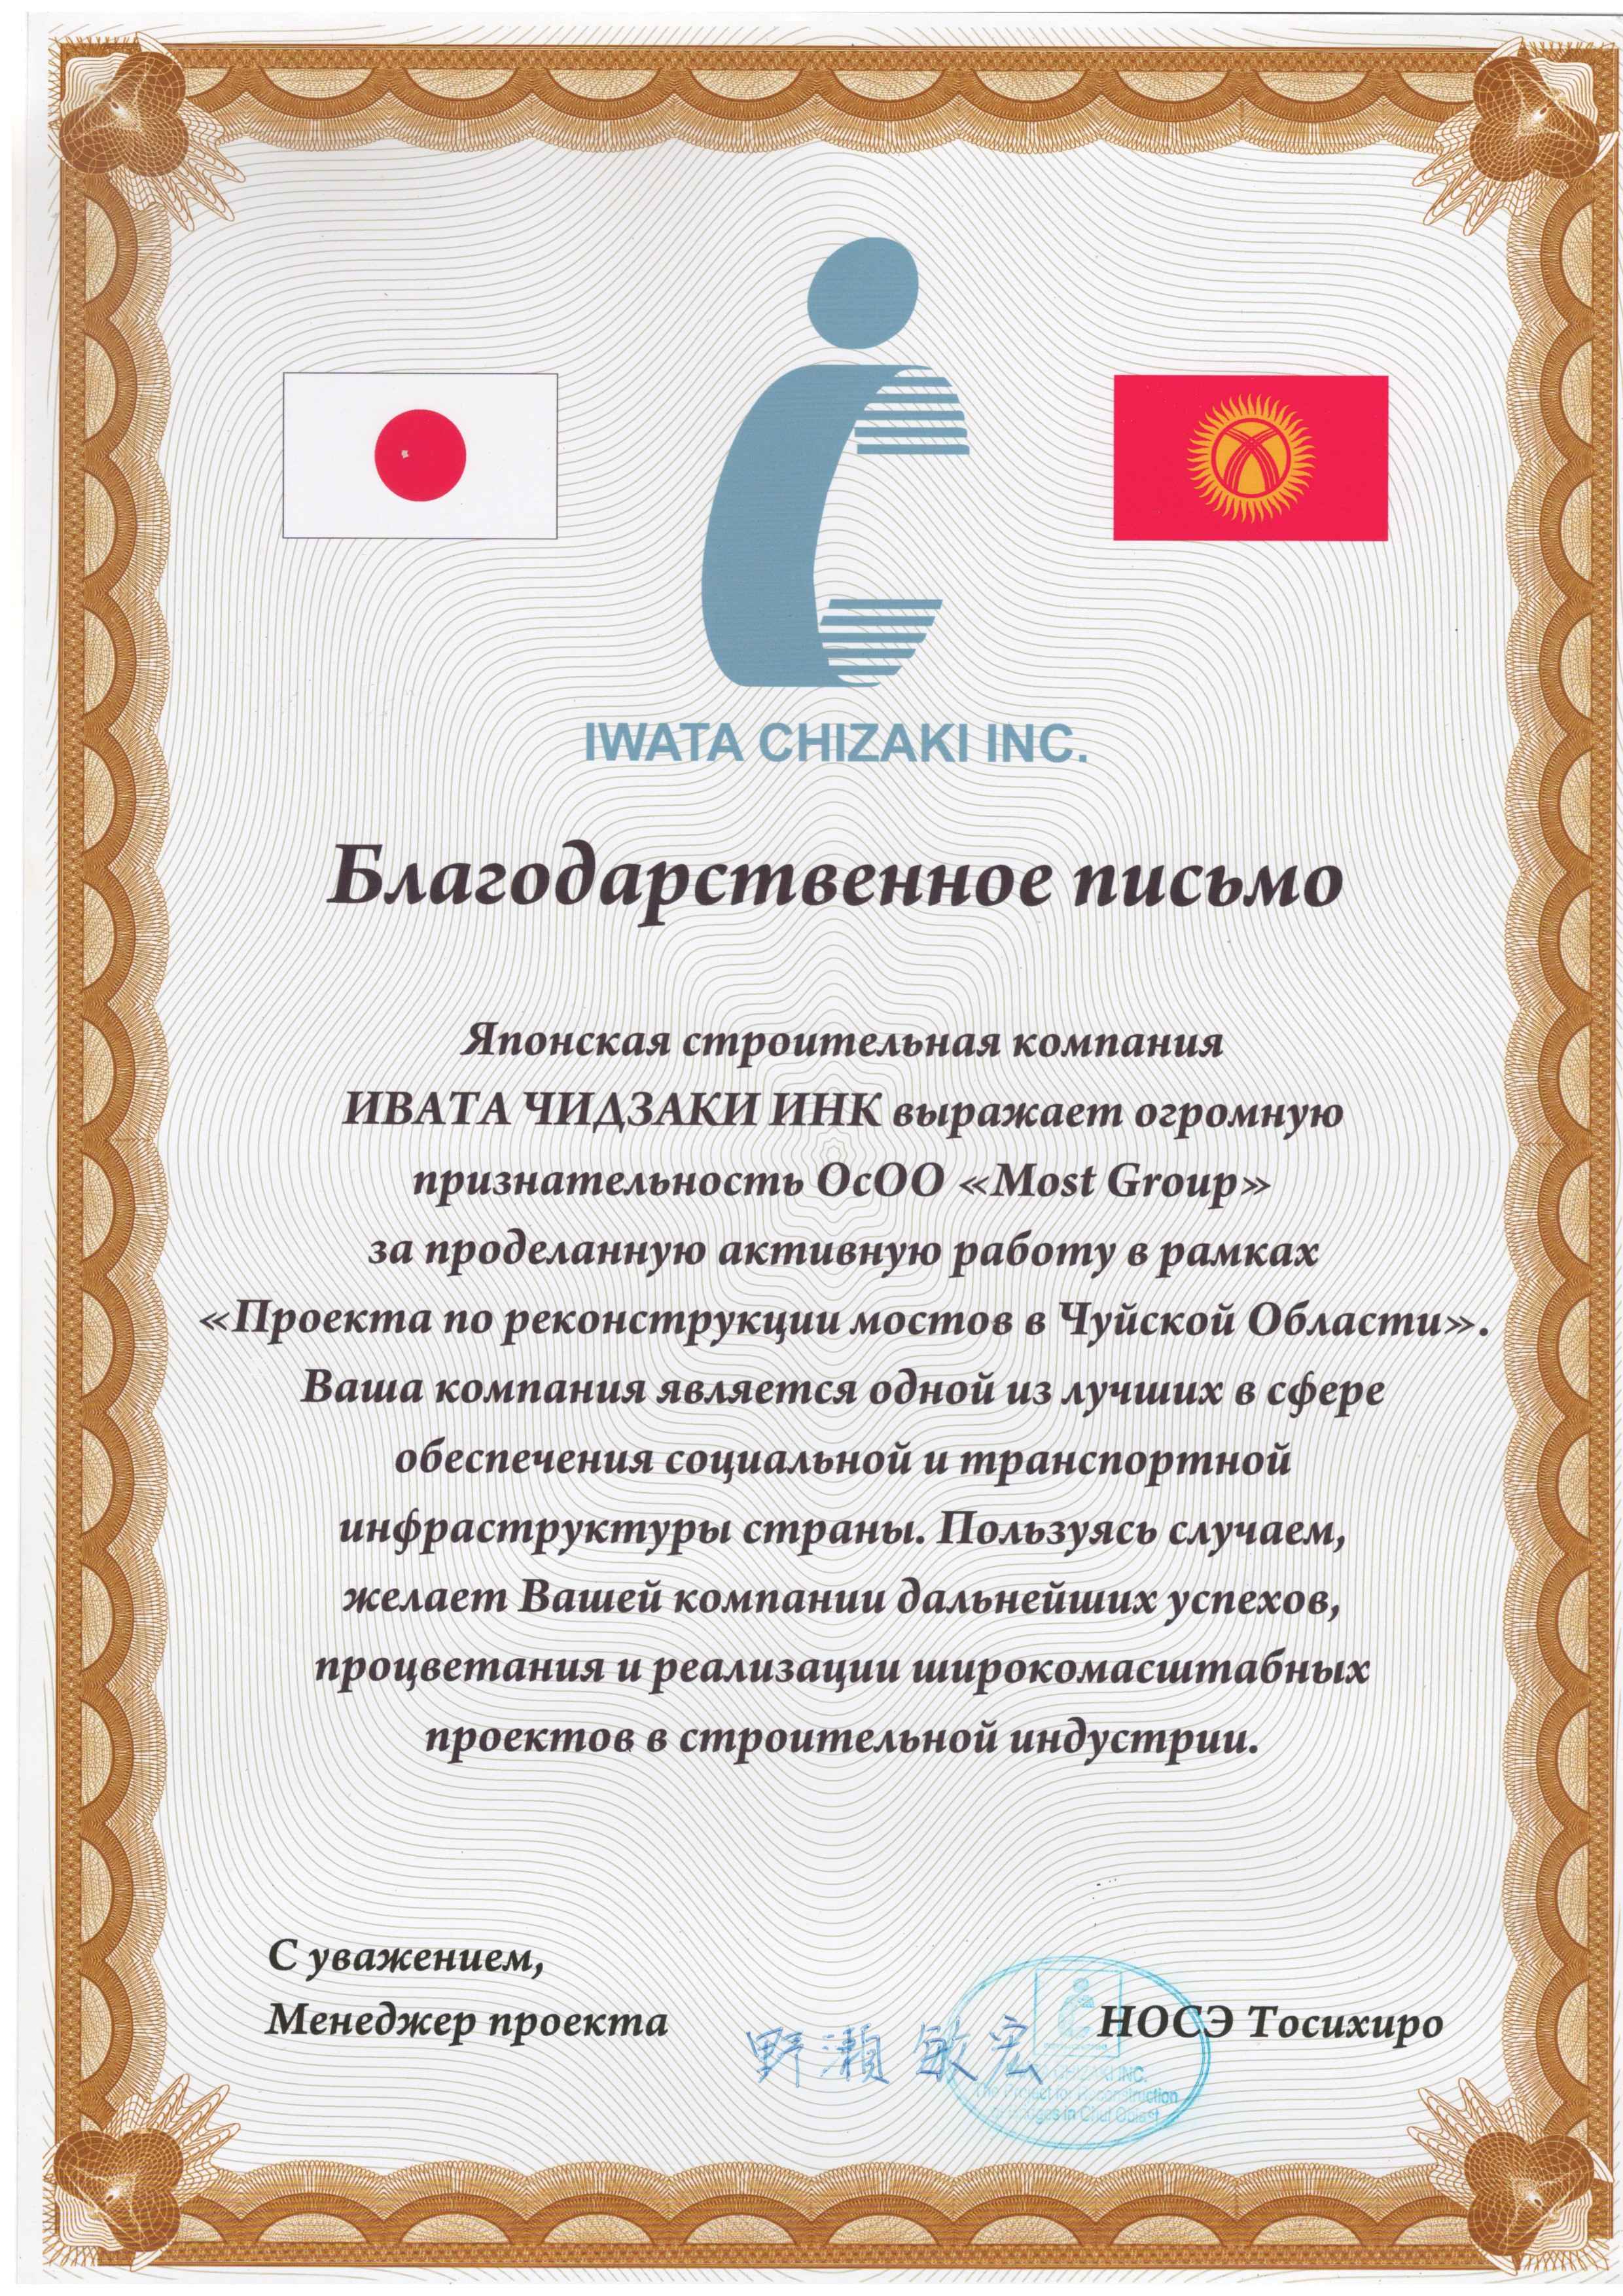 IWATA CHIZAKI INC.
Благодарственное письмо
Японская строительная компания
ИВАТА ЧИДЗАКИ ИНК выражает огромную
признательность ОсОО «Most Group»
за проделанную активную работу в рамках
«Проекта по реконструкции мостов в Чуйской Области».
Ваша компания является одной из лучших в сфере
обеспечения социальной и транспортной
инфраструктуры страны. Пользуясь случаем,
желает Вашей компании дальнейших успехов,
процветания и реализации широкомасштабных
проектов в строительной индустрии.
С уважением,
Менеджер проекта
野瀬 敏宏
НОСЭ Тосихиро
CHIZAKI INC.
The Project for Reconstruction
in Chui Oblast